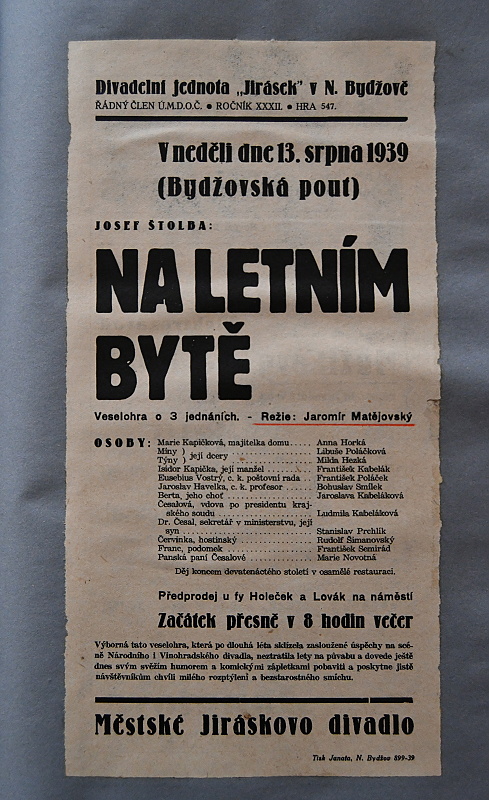 Divadelní jednota „Jirásek" v N. Bydžově
ŘÁDNÝ ČLEN Ú.M.D.O.Č. ● ROČNÍK XXXII. ● HRA 547.
V neděli dne 13. srpna 1939
(Bydžovská pouť)
JOSEF ŠTOLBA:
NA LETNÍM
BYTĚ
Veselohra o 3 jednáních. - Režie: Jaromír Matějovský
OSOBY: Marie Kapičková, majitelka domu ..... Anna Horká
Miny } její dcery ............ Libuše Poláčková
Týny } Milda Hezká
Isidor Kapička, její manžel .......... František Kabelák
Eusebius Vostrý, c. k. poštovní rada .. František Poláček
Jaroslav Havelka, c. k. profesor ...... Bohuslav Smílek
Berta, jeho choť .................... Jaroslava Kabeláková
Česalová, vdova po presidentu kraj-
ského soudu .................... Ludmila Kabeláková
Dr. Česal, sekretář v ministerstvu, její
syn ............................ Stanislav Prchlík
Červinka, hostinský ................ Rudolf Šimanovský
Franc, podomek .................... František Semirád
Panská paní Česalové .............. Marie Novotná
Děj koncem devatenáctého století v osamělé restauraci.
Předprodej u fy Holeček a Lovák na náměstí
Začátek přesně v 8 hodin večer
Výborná tato veselohra, která po dlouhá léta sklízela zasloužené úspěchy na scé-
ně Národního i Vinohradského divadla, neztratila lety na půvabu a dovede ještě
dnes svým svěžím humorem a komickými zápletkami pobaviti a poskytne jistě
návštěvníkům chvíli milého rozptýlení a bezstarostného smíchu.
Městské Jiráskovo divadlo
Tisk Janata, N. Bydžov 899-39